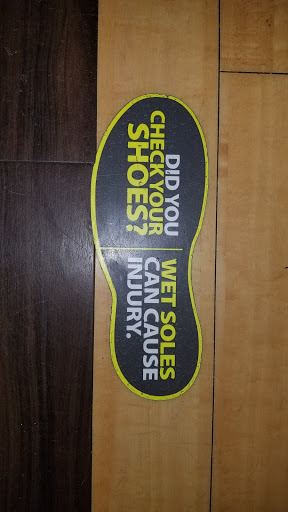 DID YOU
CHECK YOUR
SHOES?
WET SOLES
CAN CAUSE
INJURY.